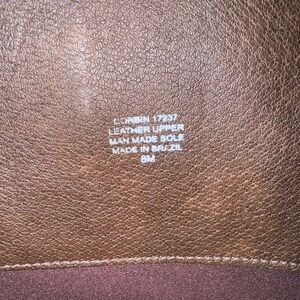 CORBIN 17237
LEATHER UPPER
MAN MADE SOLE
MADE IN BRAZIL
8M